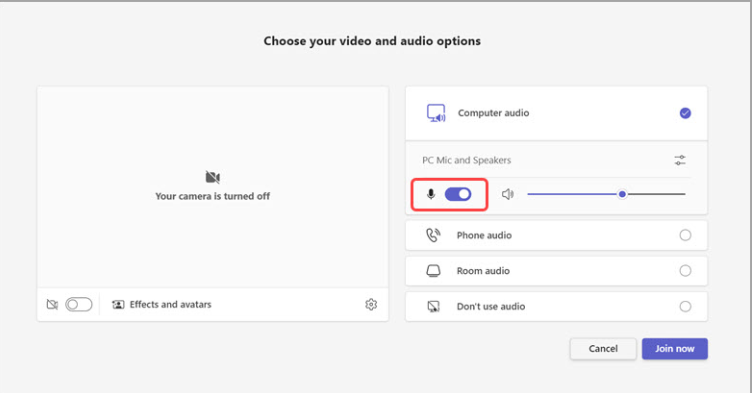 Choose your video and audio options
Computer audio
PC Mic and Speakers
Your camera is turned off
Phone audio
Room audio
Effects and avatars
Don't use audio
Cancel
Join now